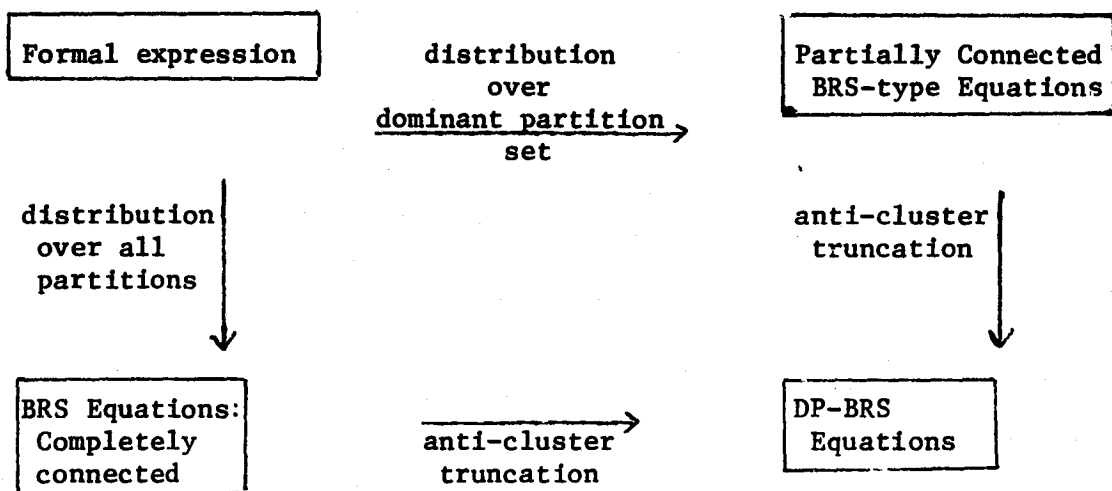 Formal expression
distribution
over
dominant partition
set
Partially Connected
BRS-type Equations
distribution
over all
partitions
anti-cluster
truncation
BRS Equations:
Completely
connected
anti-cluster
truncation
DP-BRS
Equations